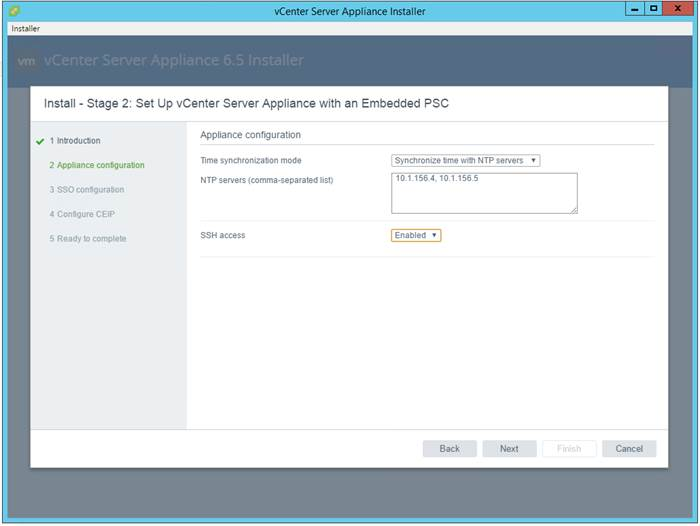 vCenter Server Appliance Installer
Installer
vm vCenter Server Appliance 6.5 Installer
Install - Stage 2: Set Up vCenter Server Appliance with an Embedded PSC
1 Introduction
2 Appliance configuration
3 SSO configuration
4 Configure CEIP
5 Ready to complete
Appliance configuration
Time synchronization mode Synchronize time with NTP servers
NTP servers (comma-separated list) 10.1.156.4, 10.1.156.5
SSH access Enabled
Back Next Finish Cancel